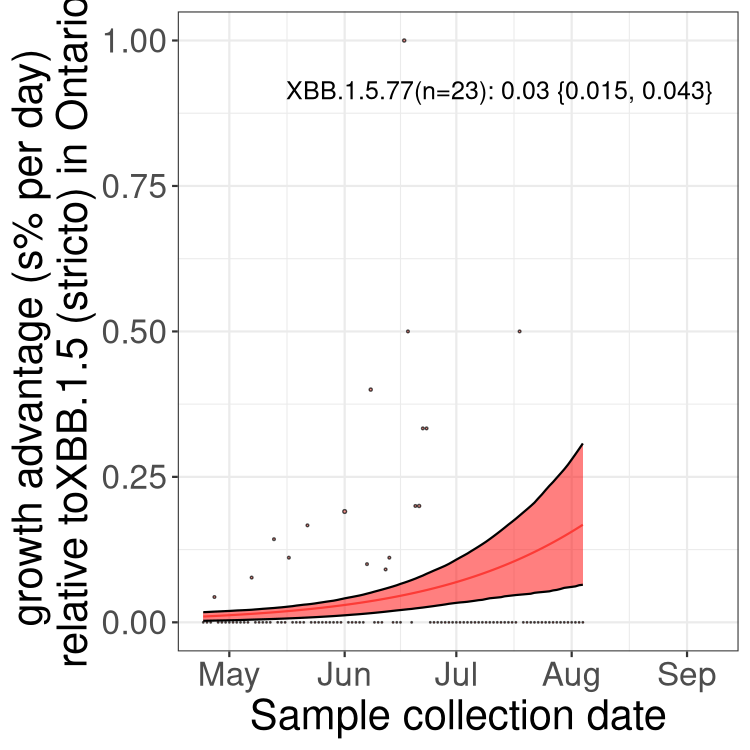 growth advantage (s% per day)
relative toXBB.1.5 (stricto) in Ontario
1.00
0.75
0.50
0.25
0.00
XBB.1.5.77(n=23): 0.03 {0.015, 0.043}
May Jun Jul Aug Sep
Sample collection date